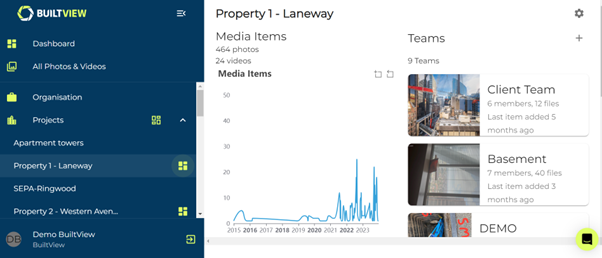 BUILTVIEW
Dashboard
All Photos & Videos
Organisation
Projects
Apartment towers
Property 1 - Laneway
SEPA-Ringwood
Property 2 - Western Aven...
DB
Demo BuiltView
BuiltView
Property 1 - Laneway
Media Items
464 photos
24 videos
Media Items
50
40
30
20
10
0
2015 2016 2017 2018 2019 2020 2021 2022 2023
Teams
9 Teams
Client Team
6 members, 12 files
Last item added 5
months ago
Basement
7 members, 40 files
Last item added 3
months ago
DEMO